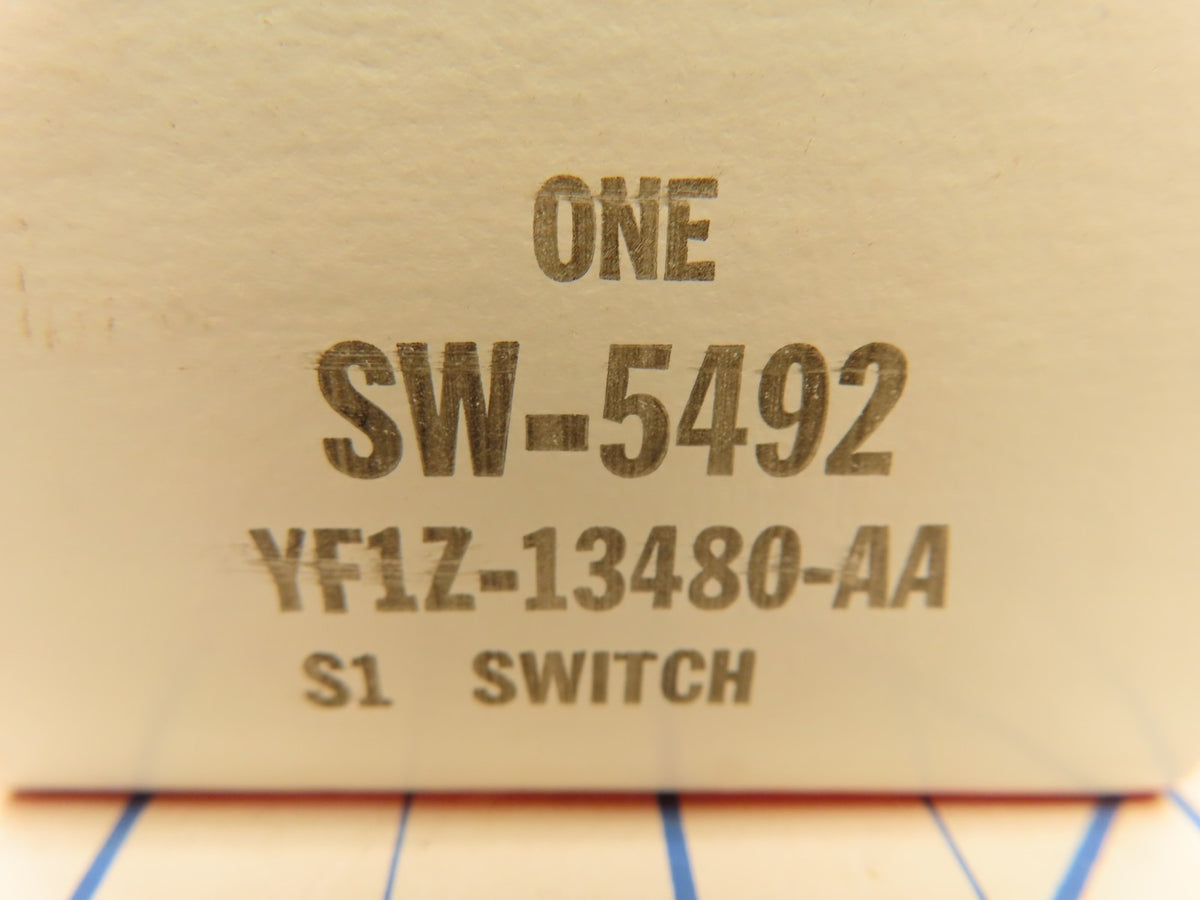 ONE
SW-5492
YF1Z-13480-AA
S1 SWITCH